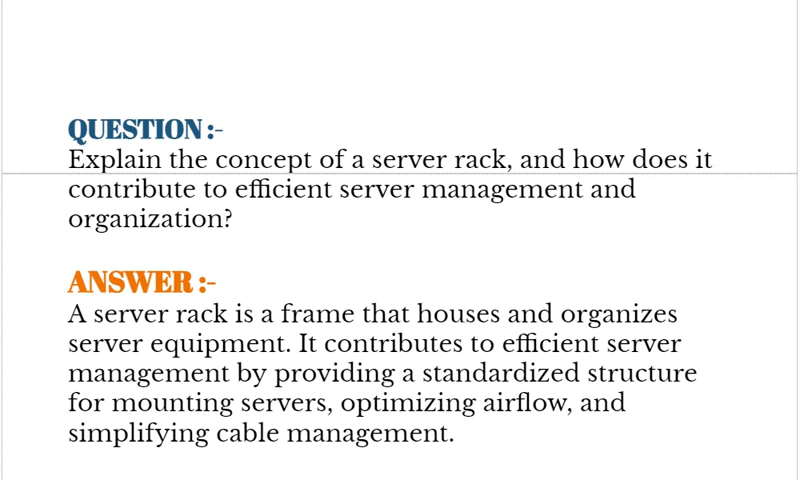 QUESTION :-
Explain the concept of a server rack, and how does it
contribute to efficient server management and
organization?
ANSWER :-
A server rack is a frame that houses and organizes
server equipment. It contributes to efficient server
management by providing a standardized structure
for mounting servers, optimizing airflow, and
simplifying cable management.